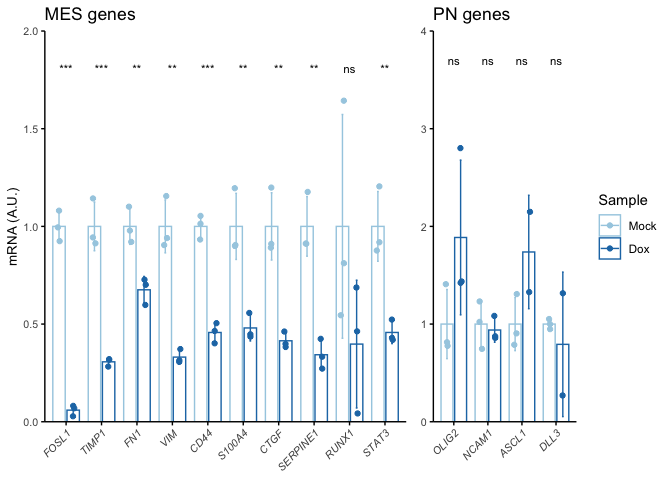 MES genes
PN genes
2.0
1.5
1.0
0.5
0.0
mRNA (A.U.)
*** *** ** ** *** ** ** ** ns **
FOSL1 TIMP1 FN1 VIM CD44 S100A4 CTGF SERPINE1 RUNX1 STAT3
4
3
2
1
0
ns ns ns ns
OLIG2 NCAM1 ASCL1 DLL3
Sample
Mock
Dox